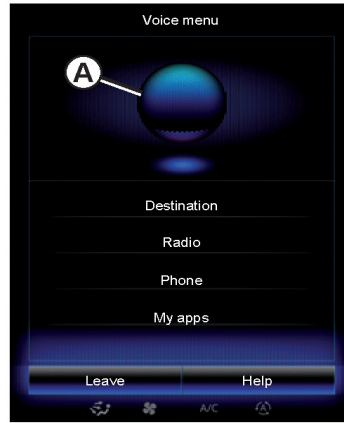 Voice menu
A
Destination
Radio
Phone
My apps
Leave Help
A/C A